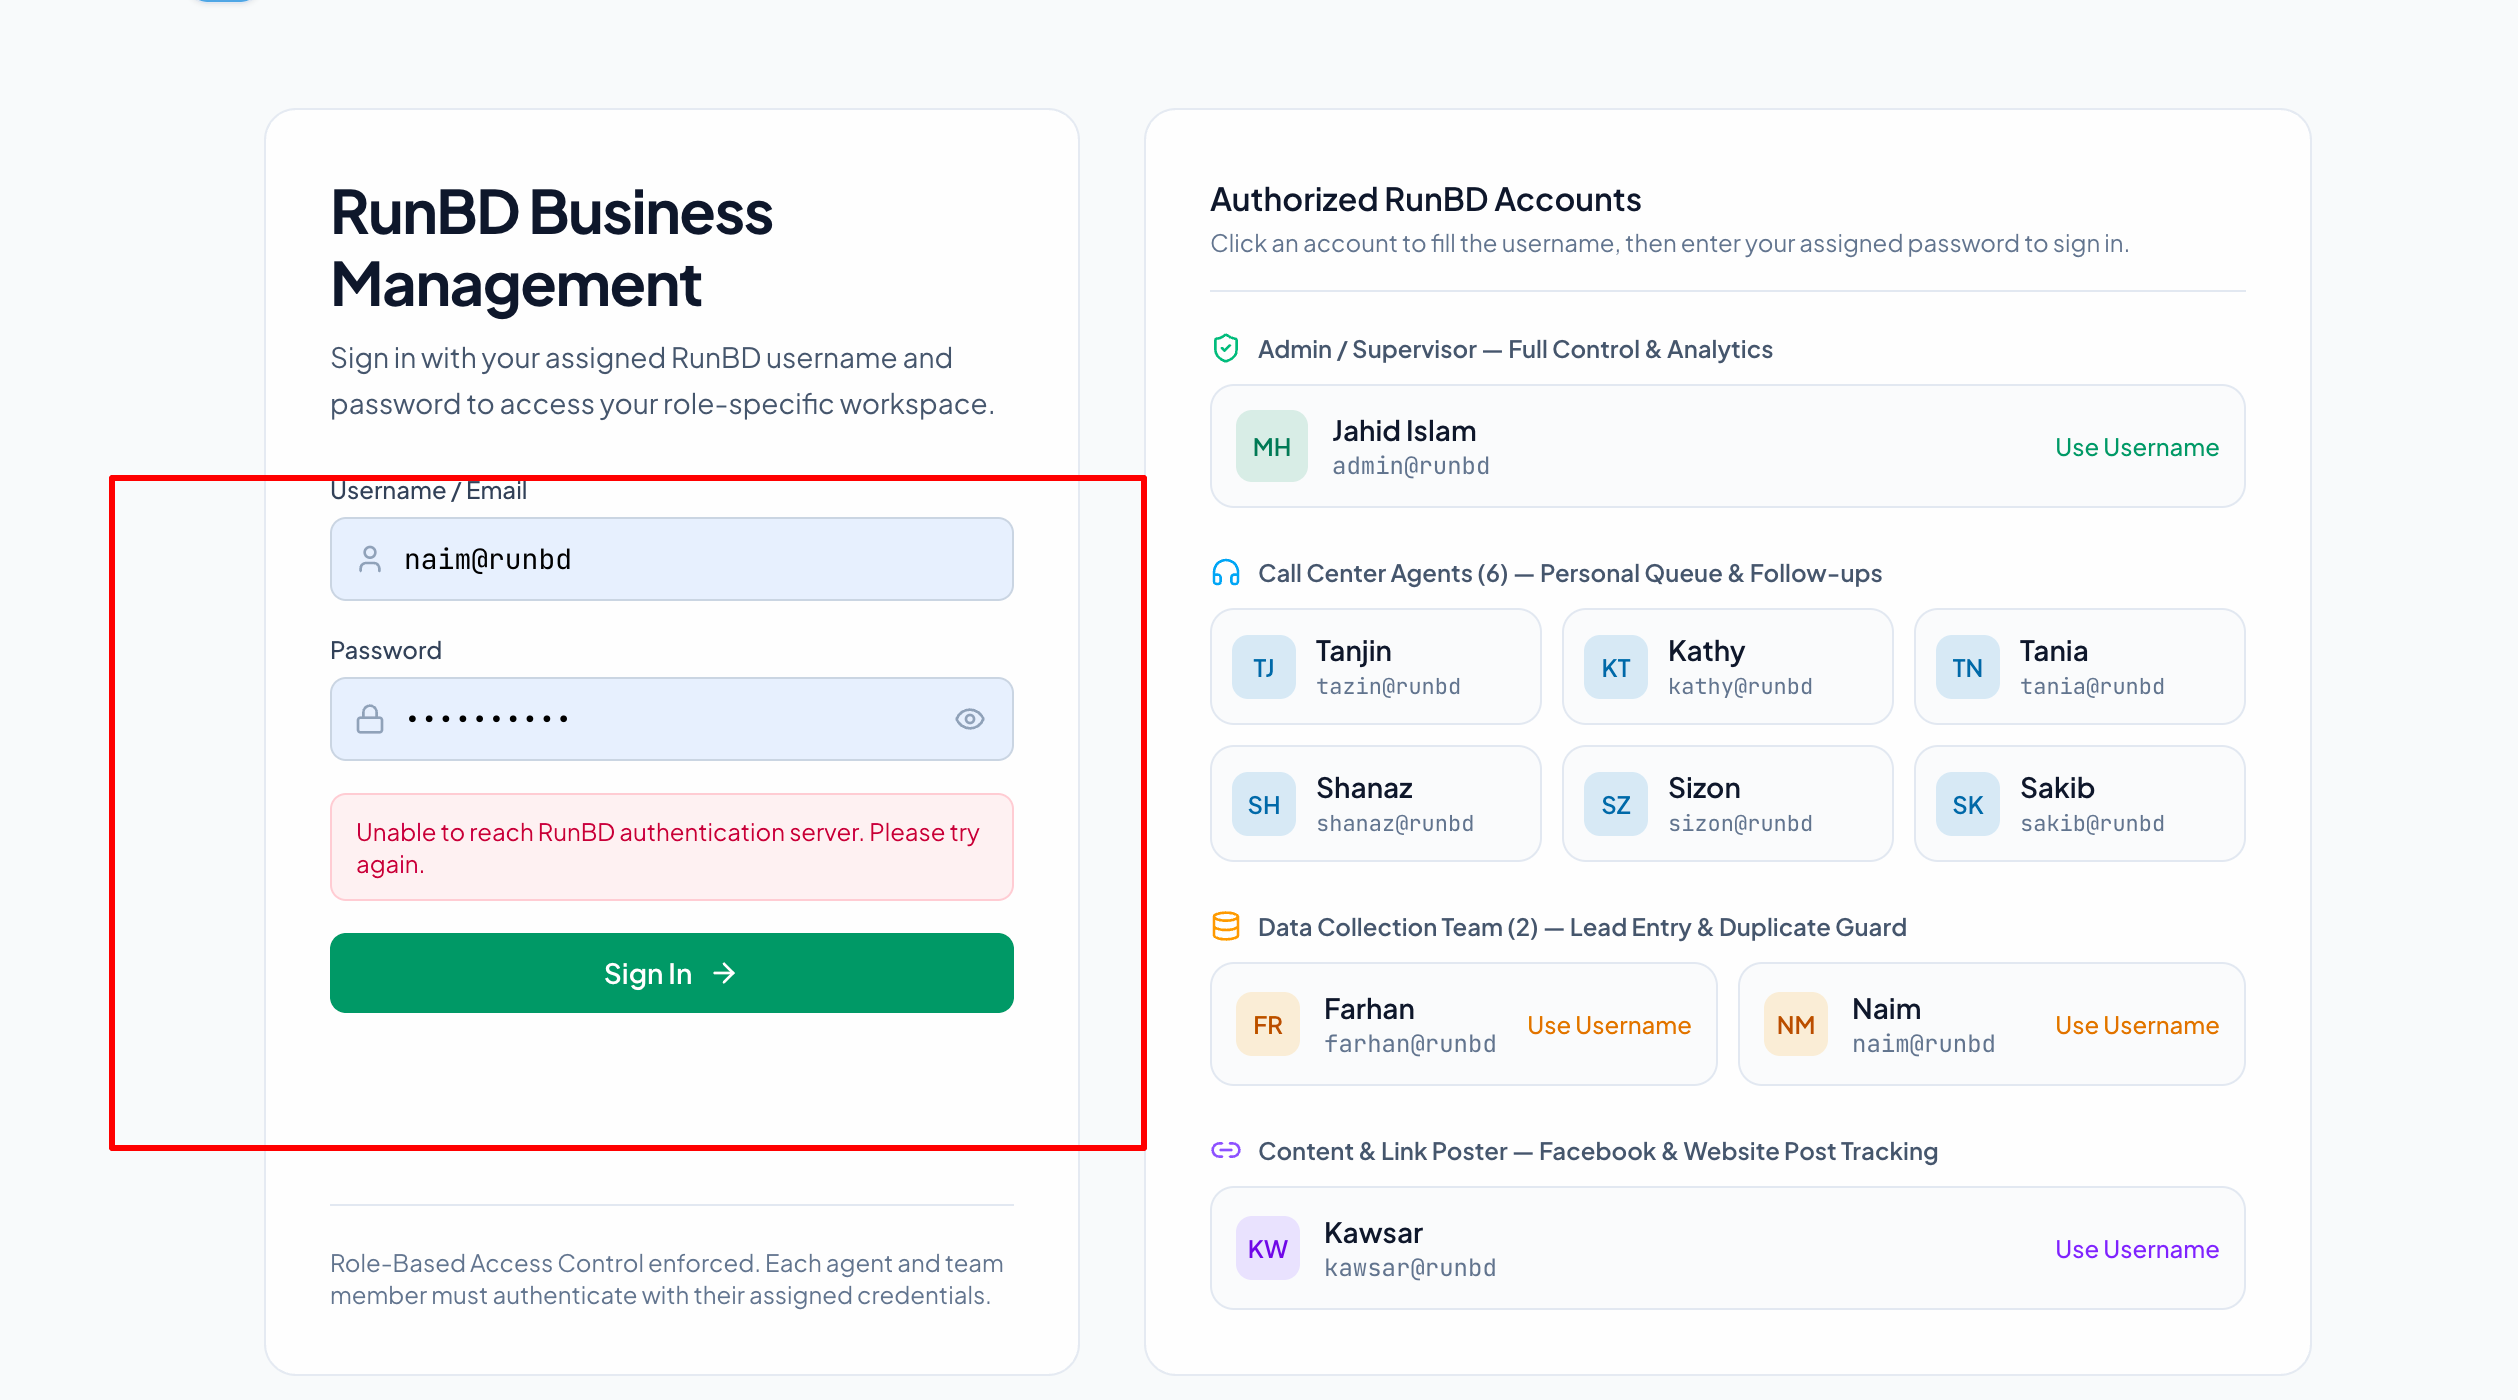 RunBD Business
Management
Sign in with your assigned RunBD username and
password to access your role-specific workspace.
Username / Email
naim@runbd
Password
••••••••••
Unable to reach RunBD authentication server. Please try
again.
Sign In →
Role-Based Access Control enforced. Each agent and team
member must authenticate with their assigned credentials.
Authorized RunBD Accounts
Click an account to fill the username, then enter your assigned password to sign in.
Admin / Supervisor — Full Control & Analytics
MH
Jahid Islam
admin@runbd
Use Username
Call Center Agents (6) — Personal Queue & Follow-ups
TJ
Tanjin
tazin@runbd
KT
Kathy
kathy@runbd
TN
Tania
tania@runbd
SH
Shanaz
shanaz@runbd
SZ
Sizon
sizon@runbd
SK
Sakib
sakib@runbd
Data Collection Team (2) — Lead Entry & Duplicate Guard
FR
Farhan
farhan@runbd
Use Username
NM
Naim
naim@runbd
Use Username
Content & Link Poster — Facebook & Website Post Tracking
KW
Kawsar
kawsar@runbd
Use Username